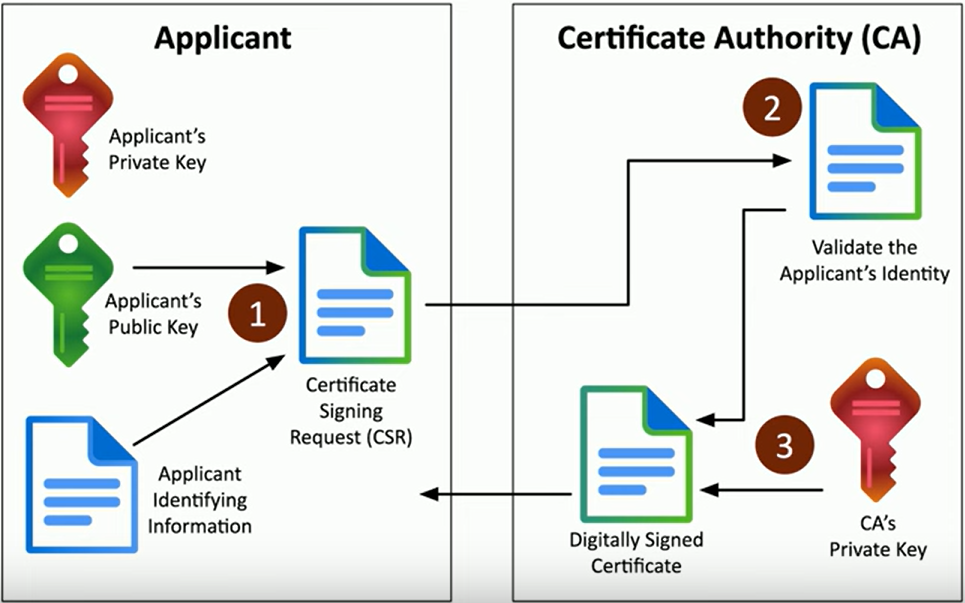 Applicant
Applicant's
Private Key
Applicant's
Public Key
1
Certificate
Signing
Request (CSR)
Applicant
Identifying
Information
Certificate Authority (CA)
2
Validate the
Applicant's Identity
3
Digitally Signed
Certificate
CA's
Private Key